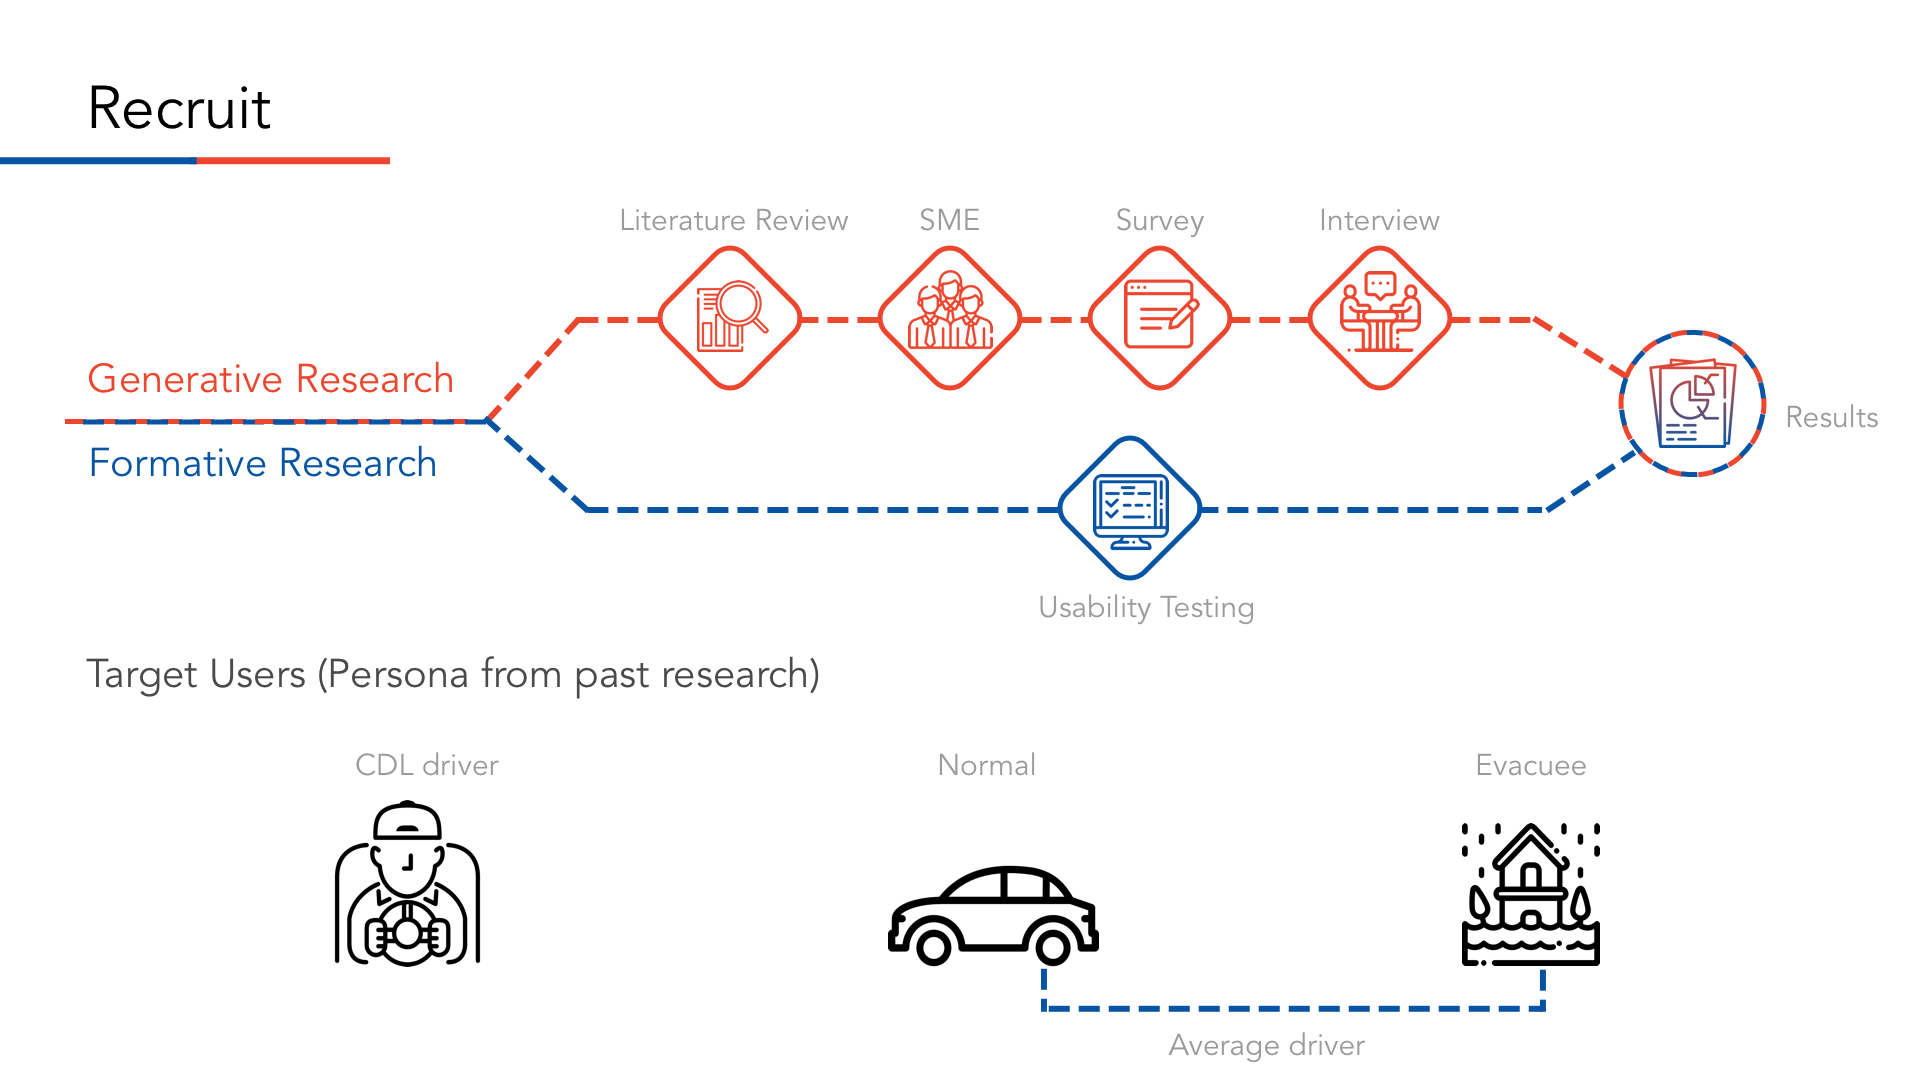 Recruit
Literature Review
SME
Survey
Interview
Generative Research
Formative Research
Results
Usability Testing
Target Users (Persona from past research)
CDL driver
Normal
Evacuee
Average driver